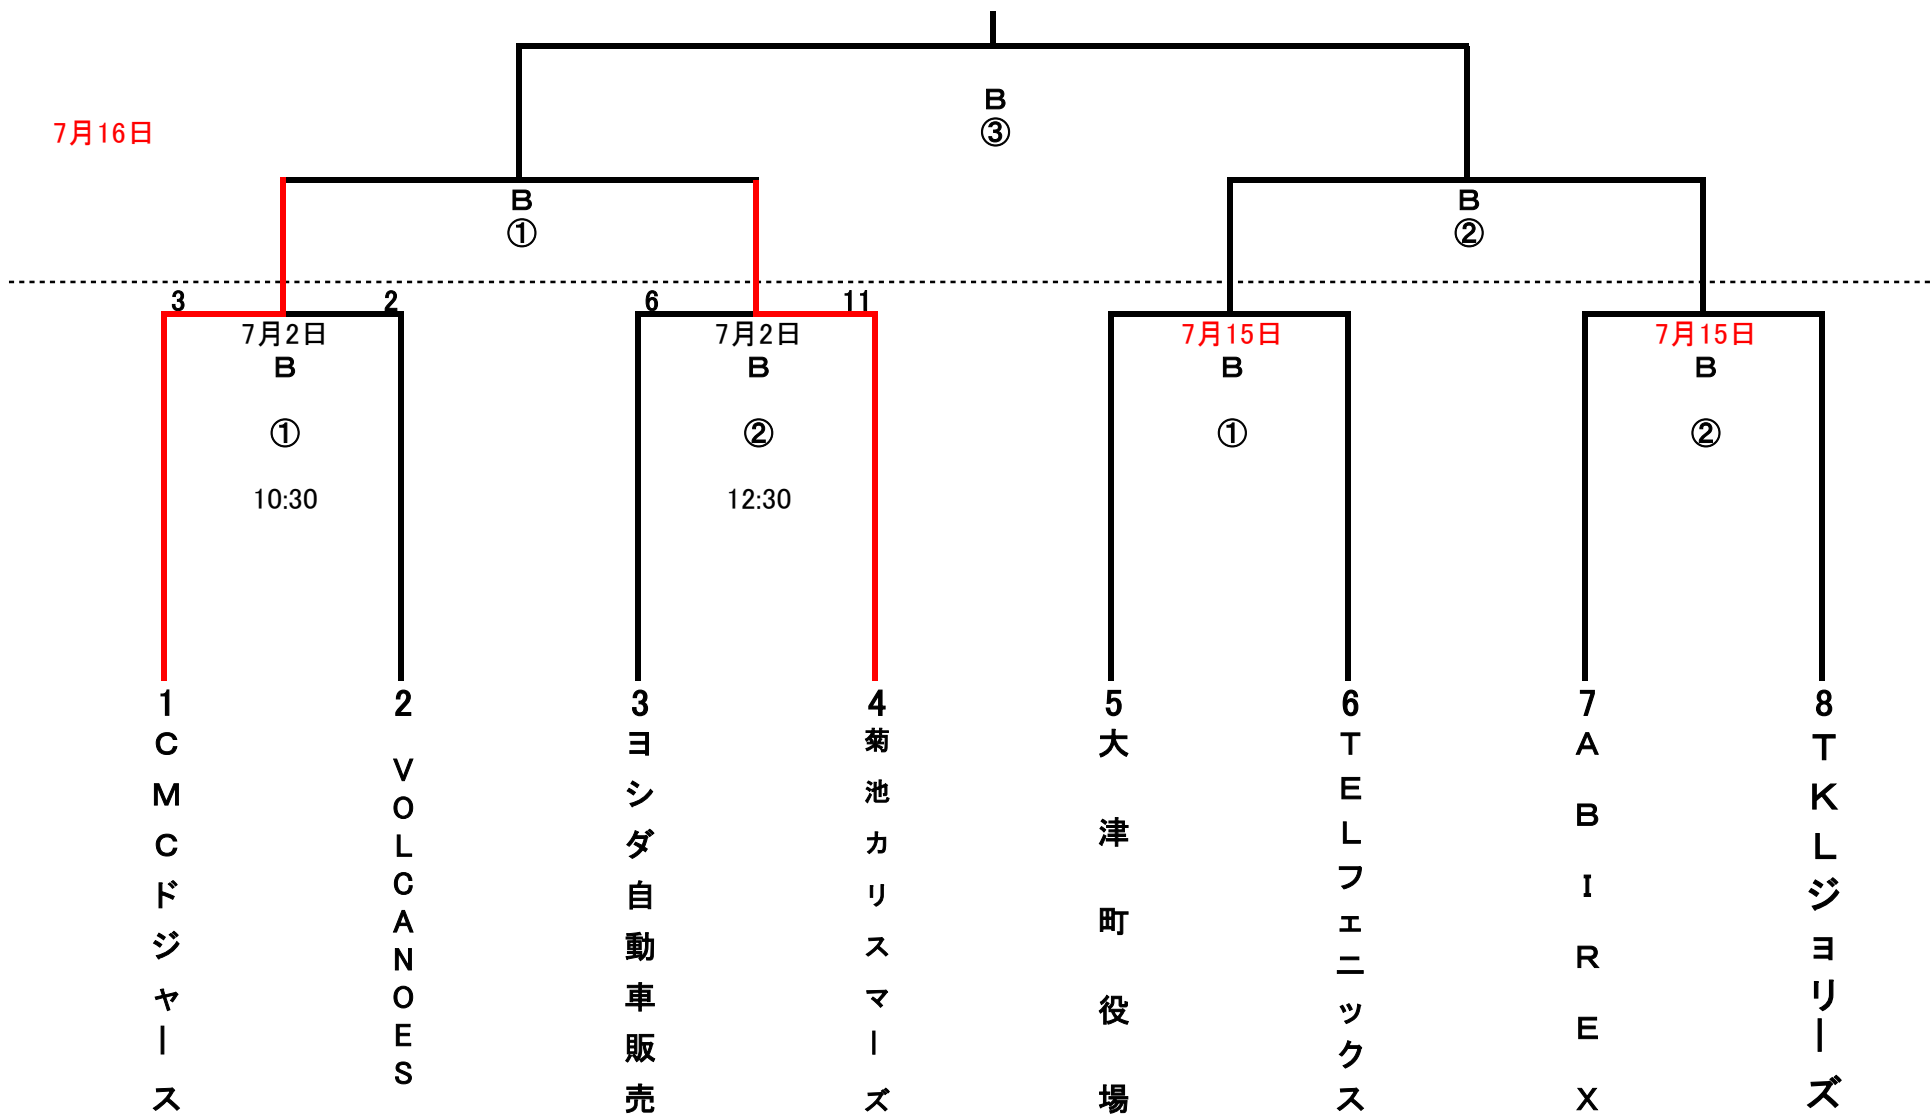 B
③
7月16日
B
①
B
②
3
2
6
11
7月2日
B
①
10:30
7月2日
B
②
12:30
7月15日
B
①
7月15日
B
②
1
CMCドジャース
2
VOLCANOES
3
ヨシダ自動車販売
4
菊池カリスマーズ
5
大津町役場
6
TELフェニックス
7
ABIREX
8
TKLジョリーズ